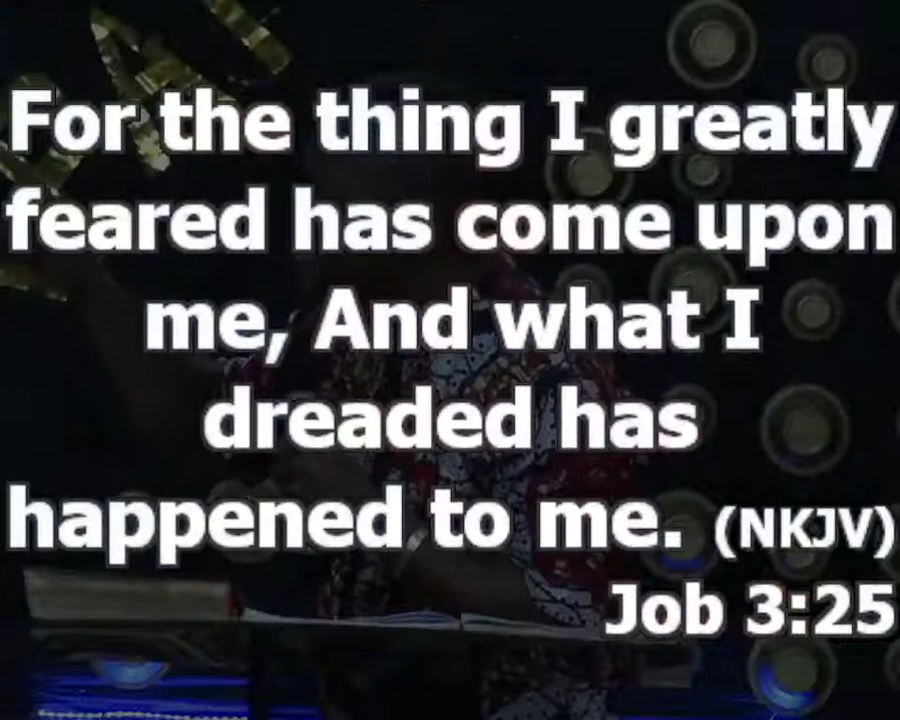 For the thing I greatly
feared has come upon
me, And what I
dreaded has
happened to me. (NKJV)
Job 3:25